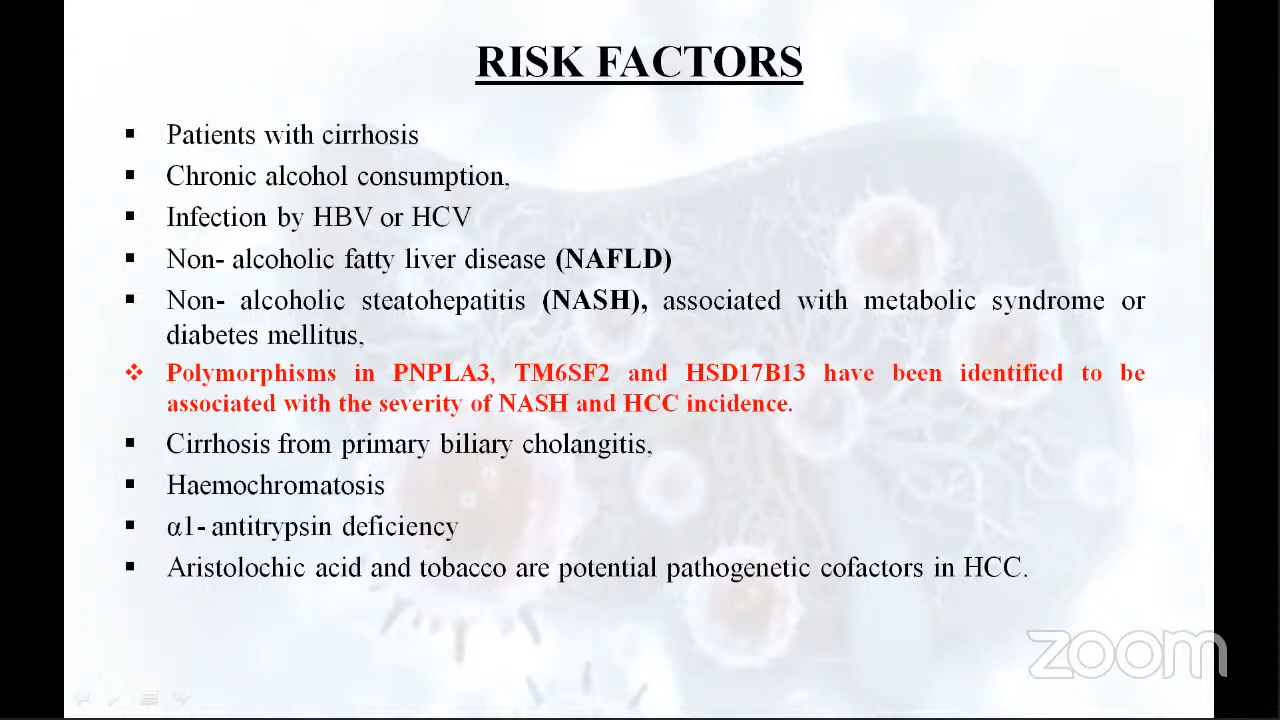 RISK FACTORS
▪ Patients with cirrhosis
▪ Chronic alcohol consumption,
▪ Infection by HBV or HCV
▪ Non- alcoholic fatty liver disease (NAFLD)
▪ Non- alcoholic steatohepatitis (NASH), associated with metabolic syndrome or
diabetes mellitus,
❖ Polymorphisms in PNPLA3, TM6SF2 and HSD17B13 have been identified to be
associated with the severity of NASH and HCC incidence.
▪ Cirrhosis from primary biliary cholangitis,
▪ Haemochromatosis
▪ α1- antitrypsin deficiency
▪ Aristolochic acid and tobacco are potential pathogenetic cofactors in HCC.
zoom